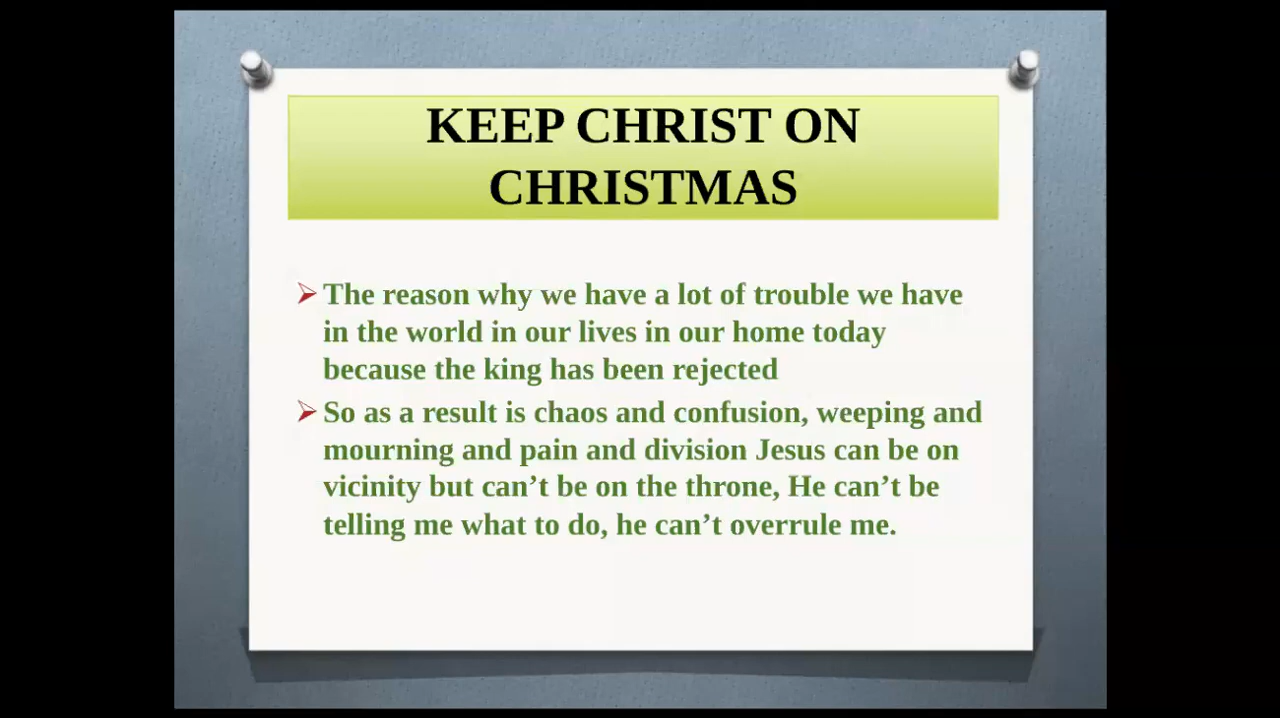 KEEP CHRIST ON
CHRISTMAS
The reason why we have a lot of trouble we have
in the world in our lives in our home today
because the king has been rejected
So as a result is chaos and confusion, weeping and
mourning and pain and division Jesus can be on
vicinity but can’t be on the throne, He can’t be
telling me what to do, he can’t overrule me.